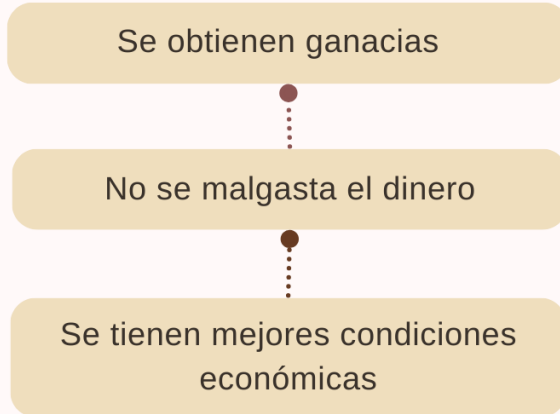 Se obtienen ganacias
No se malgasta el dinero
Se tienen mejores condiciones
económicas